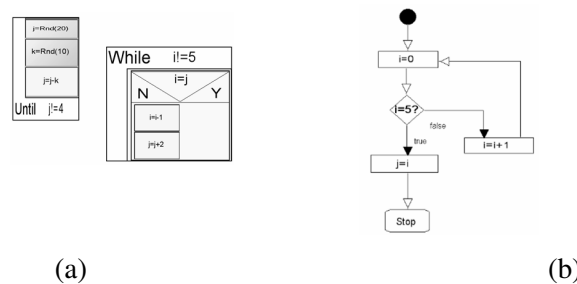 j=Rnd(20)
k=Rnd(10)
j=j-k
Until j!=4
While i!=5
i=j
N Y
i=i-1
j=j+2
(a)
i=0
i=5?
false
true
i=i+1
j=i
Stop
(b)